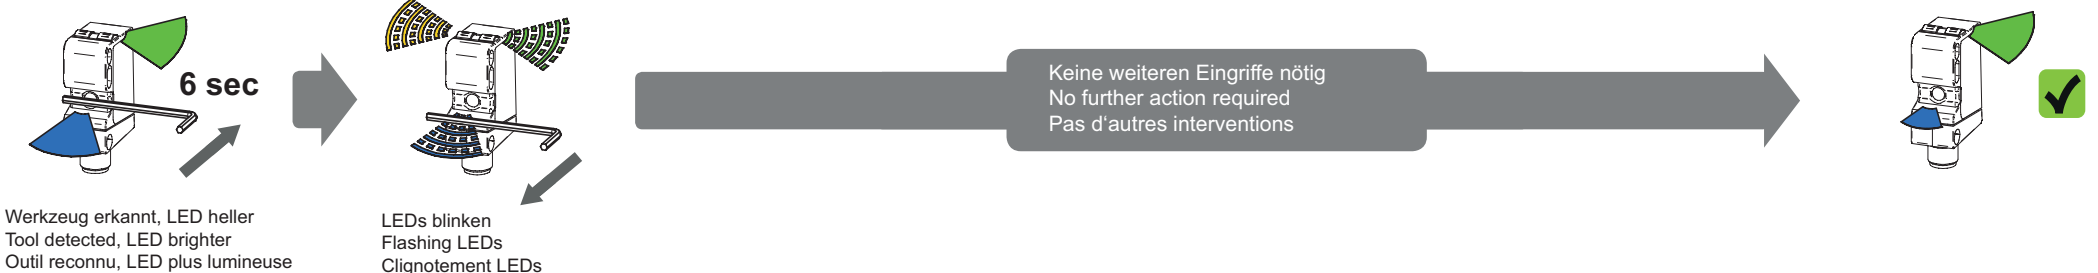 6 sec
Werkzeug erkannt, LED heller
Tool detected, LED brighter
Outil reconnu, LED plus lumineuse
LEDs blinken
Flashing LEDs
Clignotement LEDs
Keine weiteren Eingriffe nötig
No further action required
Pas d‘autres interventions